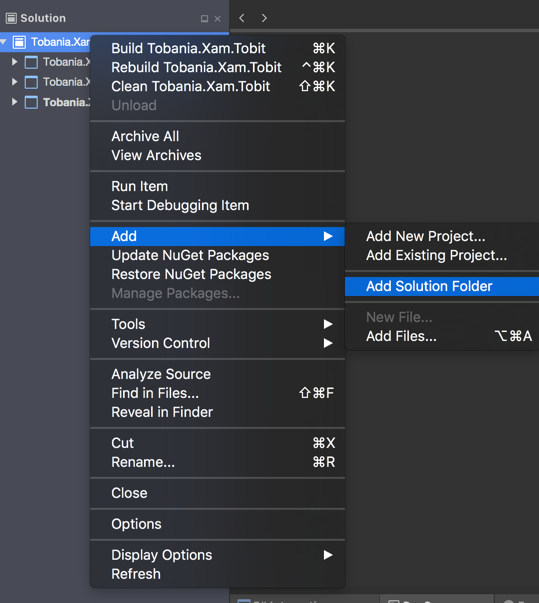 Solution
Tobania.Xam
Build Tobania.Xam.Tobit ⌘K
Rebuild Tobania.Xam.Tobit ^⌘K
Clean Tobania.Xam.Tobit ⇧⌘K
Unload
Tobania.X
Tobania.X
Tobania.
Archive All
View Archives
Run Item
Start Debugging Item
Add
Update NuGet Packages
Restore NuGet Packages
Manage Packages...
Tools
Version Control
Analyze Source
Find in Files... ⇧⌘F
Reveal in Finder
Cut ⌘X
Rename... ⌘R
Close
Options
Display Options
Refresh
Add New Project...
Add Existing Project...
Add Solution Folder
New File...
Add Files... ⌥⌘A